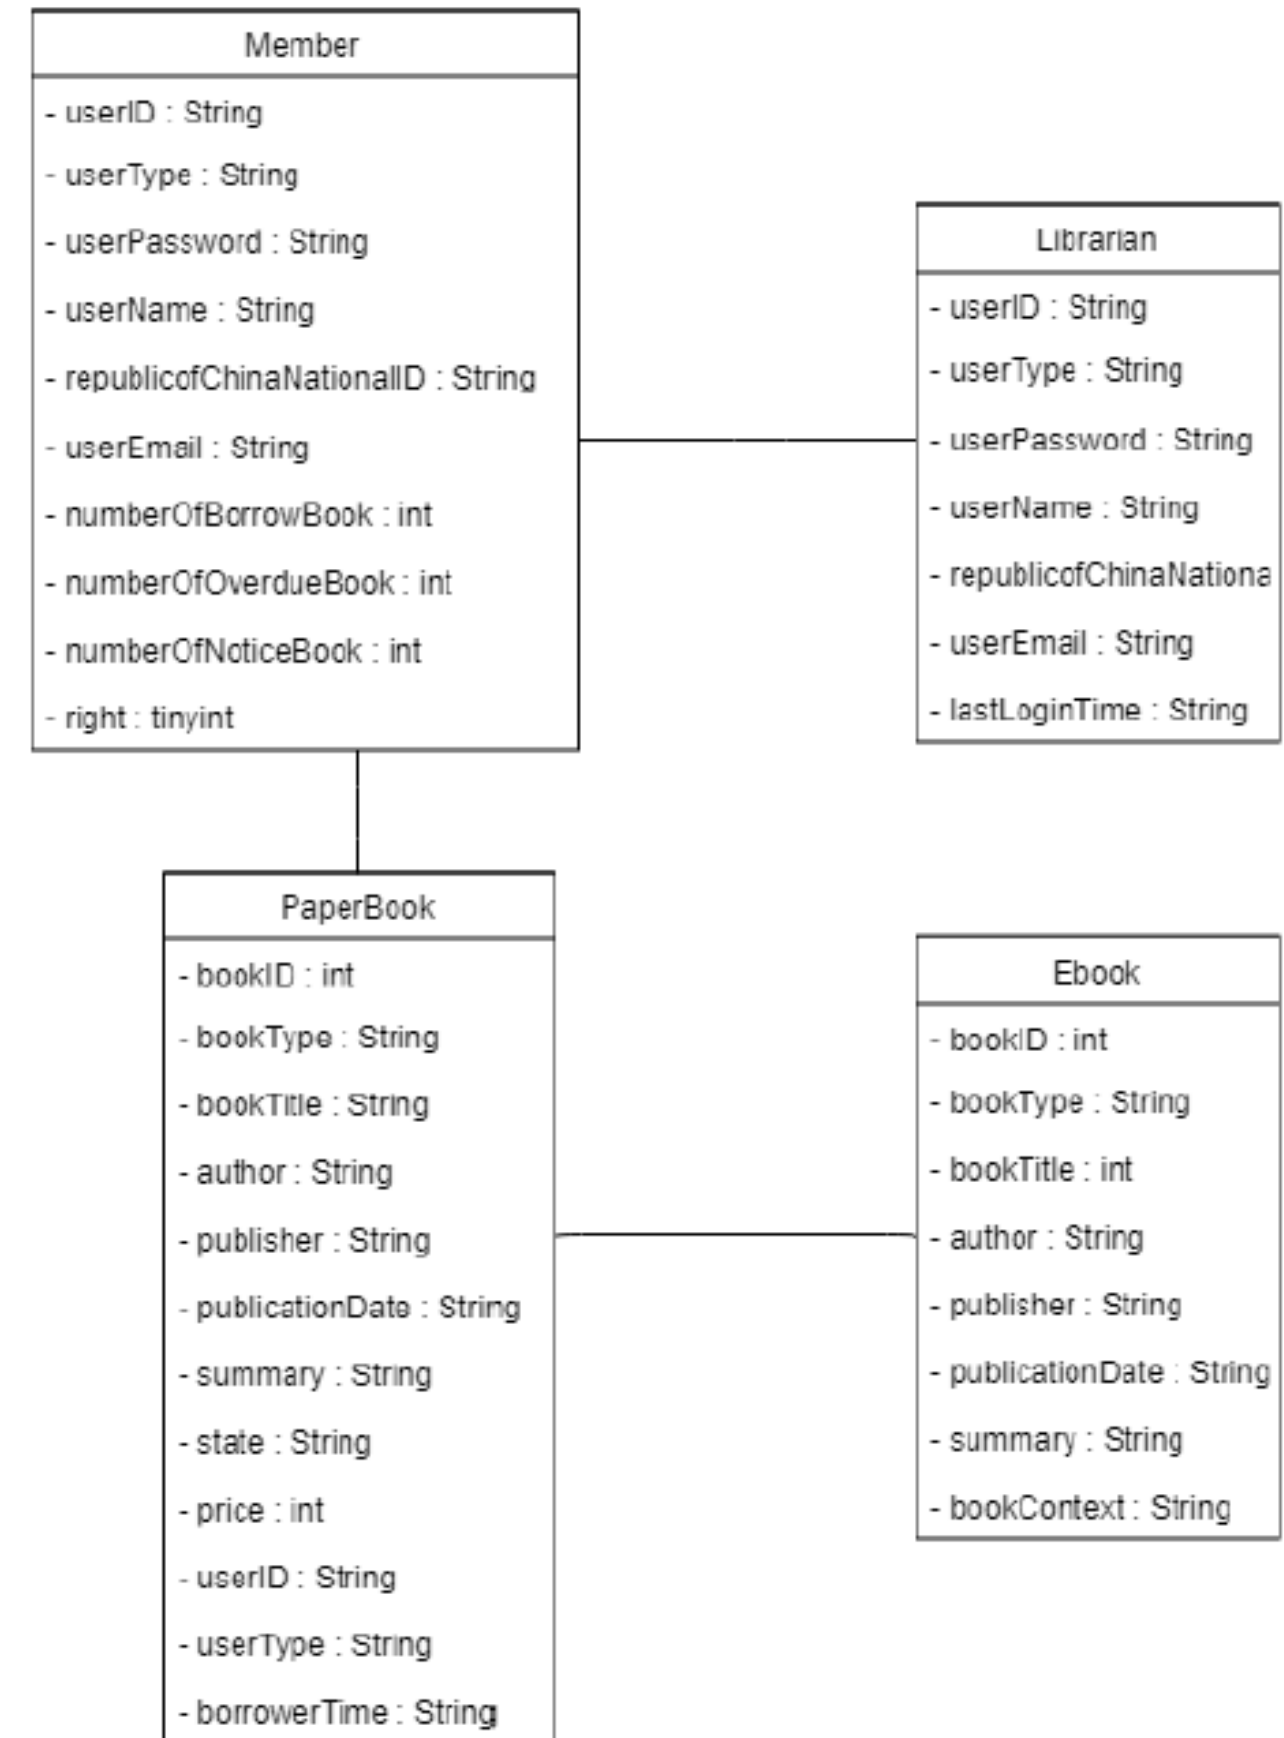 Member
- userID : String
- userType : String
- userPassword : String
- userName : String
- republicofChinaNationalID : String
- userEmail : String
- numberOfBorrowBook : int
- numberOfOverdueBook : int
- numberOfNoticeBook : int
- right : tinyint
Librarian
- userID : String
- userType : String
- userPassword : String
- userName : String
- republicofChinaNationa
- userEmail : String
- lastLoginTime : String
PaperBook
- bookID : int
- bookType : String
- bookTitle : String
- author : String
- publisher : String
- publicationDate : String
- summary : String
- state : String
- price : int
- userID : String
- userType : String
- borrowerTime : String
Ebook
- bookID : int
- bookType : String
- bookTitle : int
- author : String
- publisher : String
- publicationDate : String
- summary : String
- bookContext : String